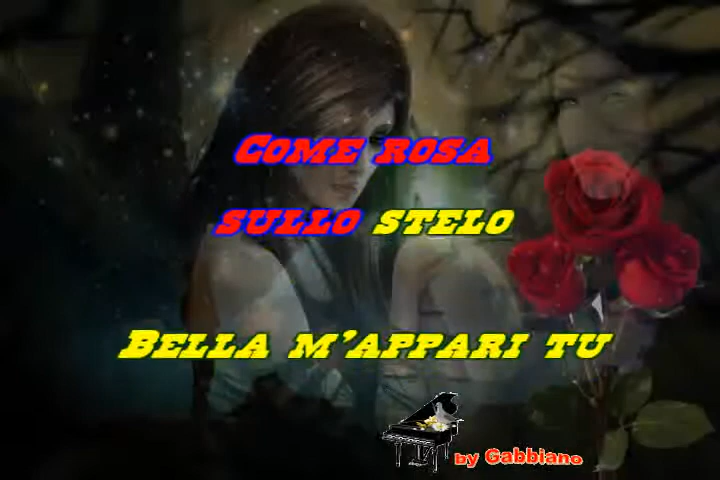 Come rosa
sullo stelo
Bella m'appari tu
by Gabbiano